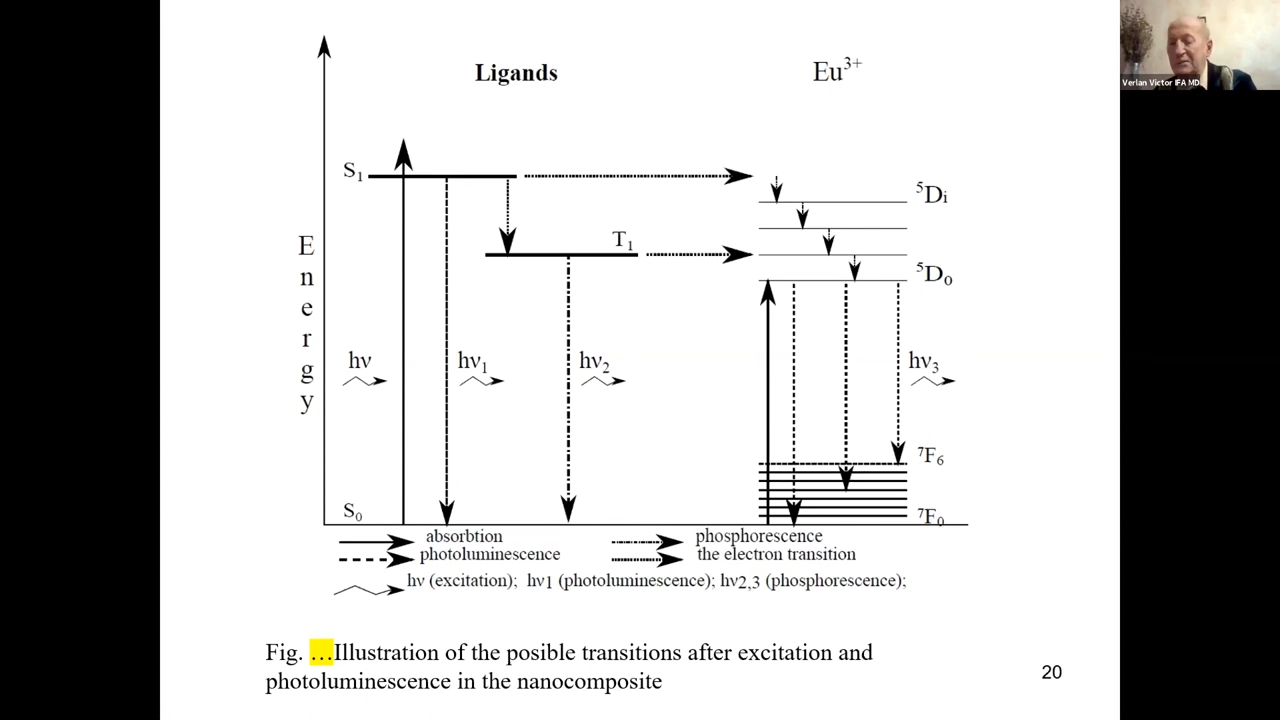 Ligands
Eu3+
S1
5Di
T1
5Do
Energy
hν
hν1
hν2
hν3
7F6
S0
7F0
absorbtion
phosphorescence
photoluminescence
the electron transition
hν (excitation); hν1 (photoluminescence); hν2,3 (phosphorescence);
Fig. …Illustration of the posible transitions after excitation and
photoluminescence in the nanocomposite
20
Verlan Victor IFA MD